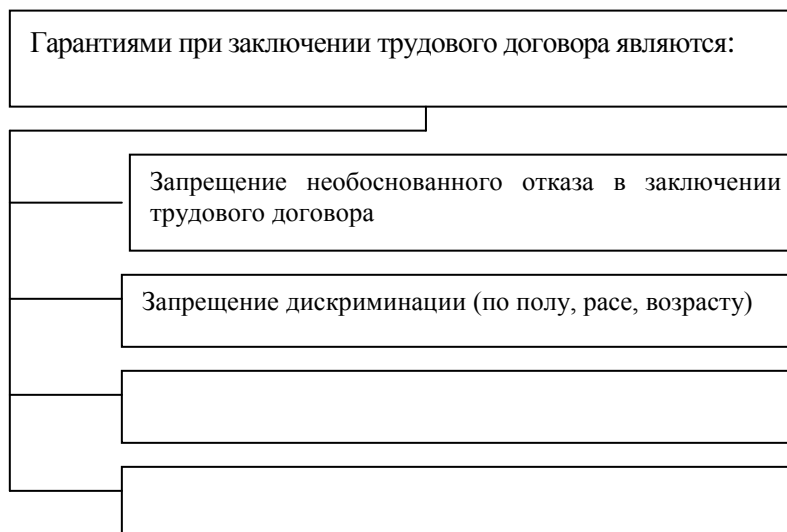 Гарантиями при заключении трудового договора являются:
Запрещение необоснованного отказа в заключении
трудового договора
Запрещение дискриминации (по полу, расе, возрасту)